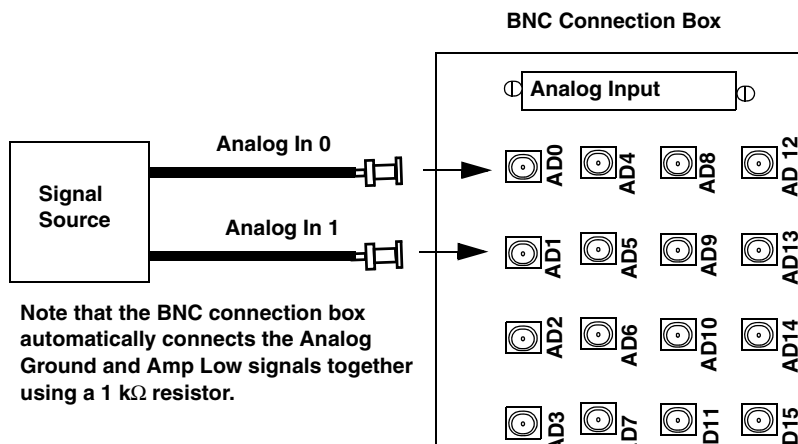 BNC Connection Box
Analog Input
Analog In 0
AD0
AD4
AD8
AD 12
Signal
Source
Analog In 1
AD1
AD5
AD9
AD13
Note that the BNC connection box
automatically connects the Analog
Ground and Amp Low signals together
using a 1 kΩ resistor.
AD2
AD6
AD10
AD14
AD3
AD7
AD11
AD15